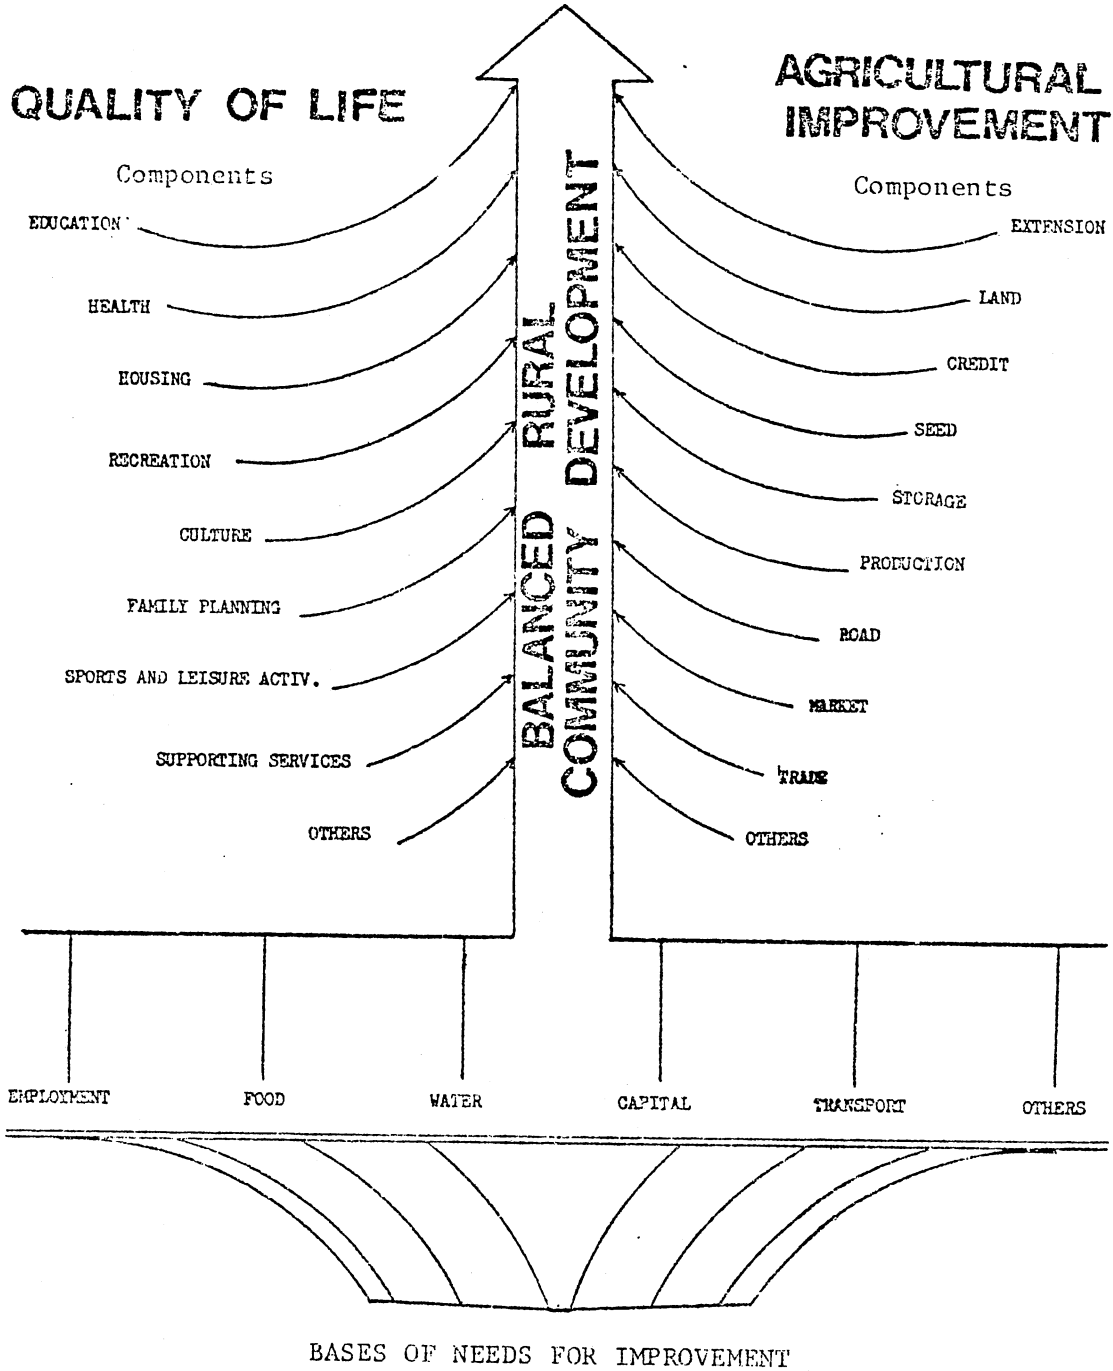 QUALITY OF LIFE
Components
EDUCATION
HEALTH
HOUSING
RECREATION
CULTURE
FAMILY PLANNING
SPORTS AND LEISURE ACTIV.
SUPPORTING SERVICES
OTHERS
BALANCED RURAL
COMMUNITY DEVELOPMENT
AGRICULTURAL
IMPROVEMENT
Components
EXTENSION
LAND
CREDIT
SEED
STORAGE
PRODUCTION
ROAD
MARKET
TRADE
OTHERS
EMPLOYMENT FOOD WATER CAPITAL TRANSPORT OTHERS
BASES OF NEEDS FOR IMPROVEMENT